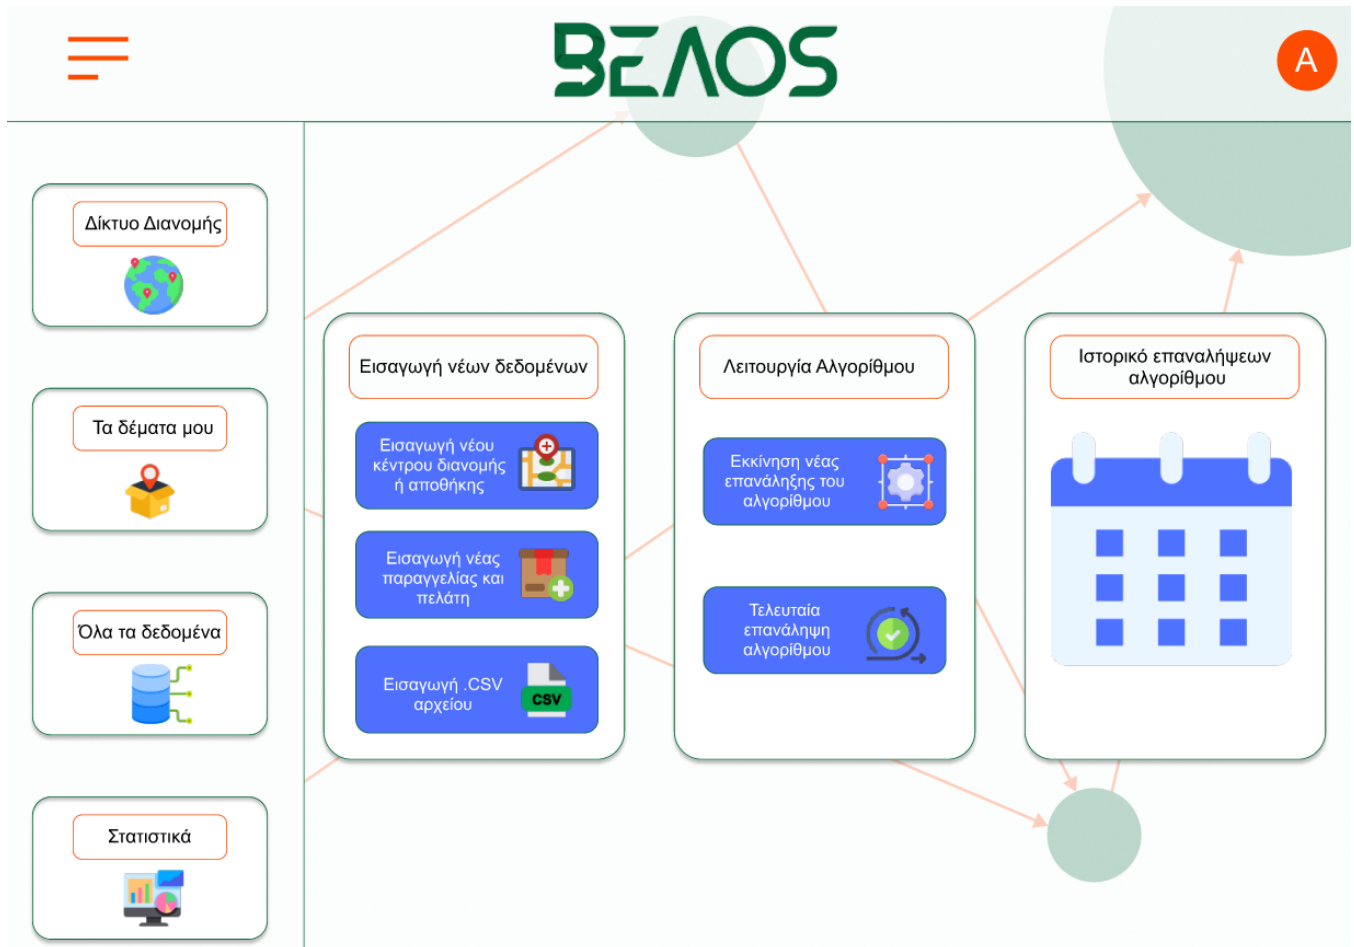 ΒΕΛΟΣ
Α
Δίκτυο Διανομής
Τα δέματα μου
Όλα τα δεδομένα
Στατιστικά
Εισαγωγή νέων δεδομένων
Εισαγωγή νέου
κέντρου διανομής
ή αποθήκης
Εισαγωγή νέας
παραγγελίας και
πελάτη
Εισαγωγή .CSV
αρχείου
CSV
Λειτουργία Αλγορίθμου
Εκκίνηση νέας
επανάληξης του
αλγορίθμου
Τελευταία
επανάληψη
αλγορίθμου
Ιστορικό επαναλήψεων
αλγορίθμου